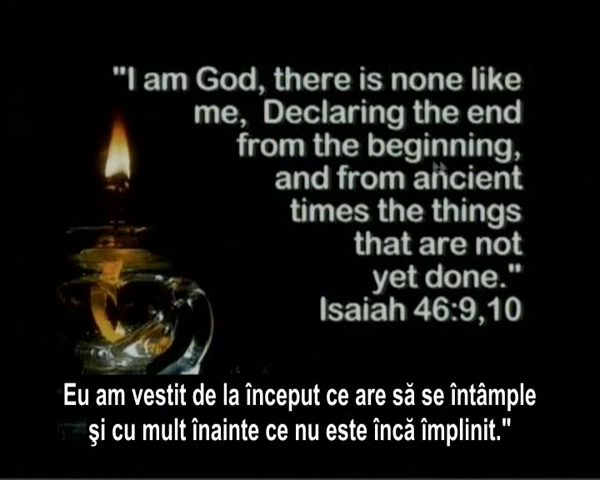 "I am God, there is none like
me, Declaring the end
from the beginning,
and from ancient
times the things
that are not
yet done."
Isaiah 46:9,10
Eu am vestit de la început ce are să se întâmple
şi cu mult înainte ce nu este încă împlinit."